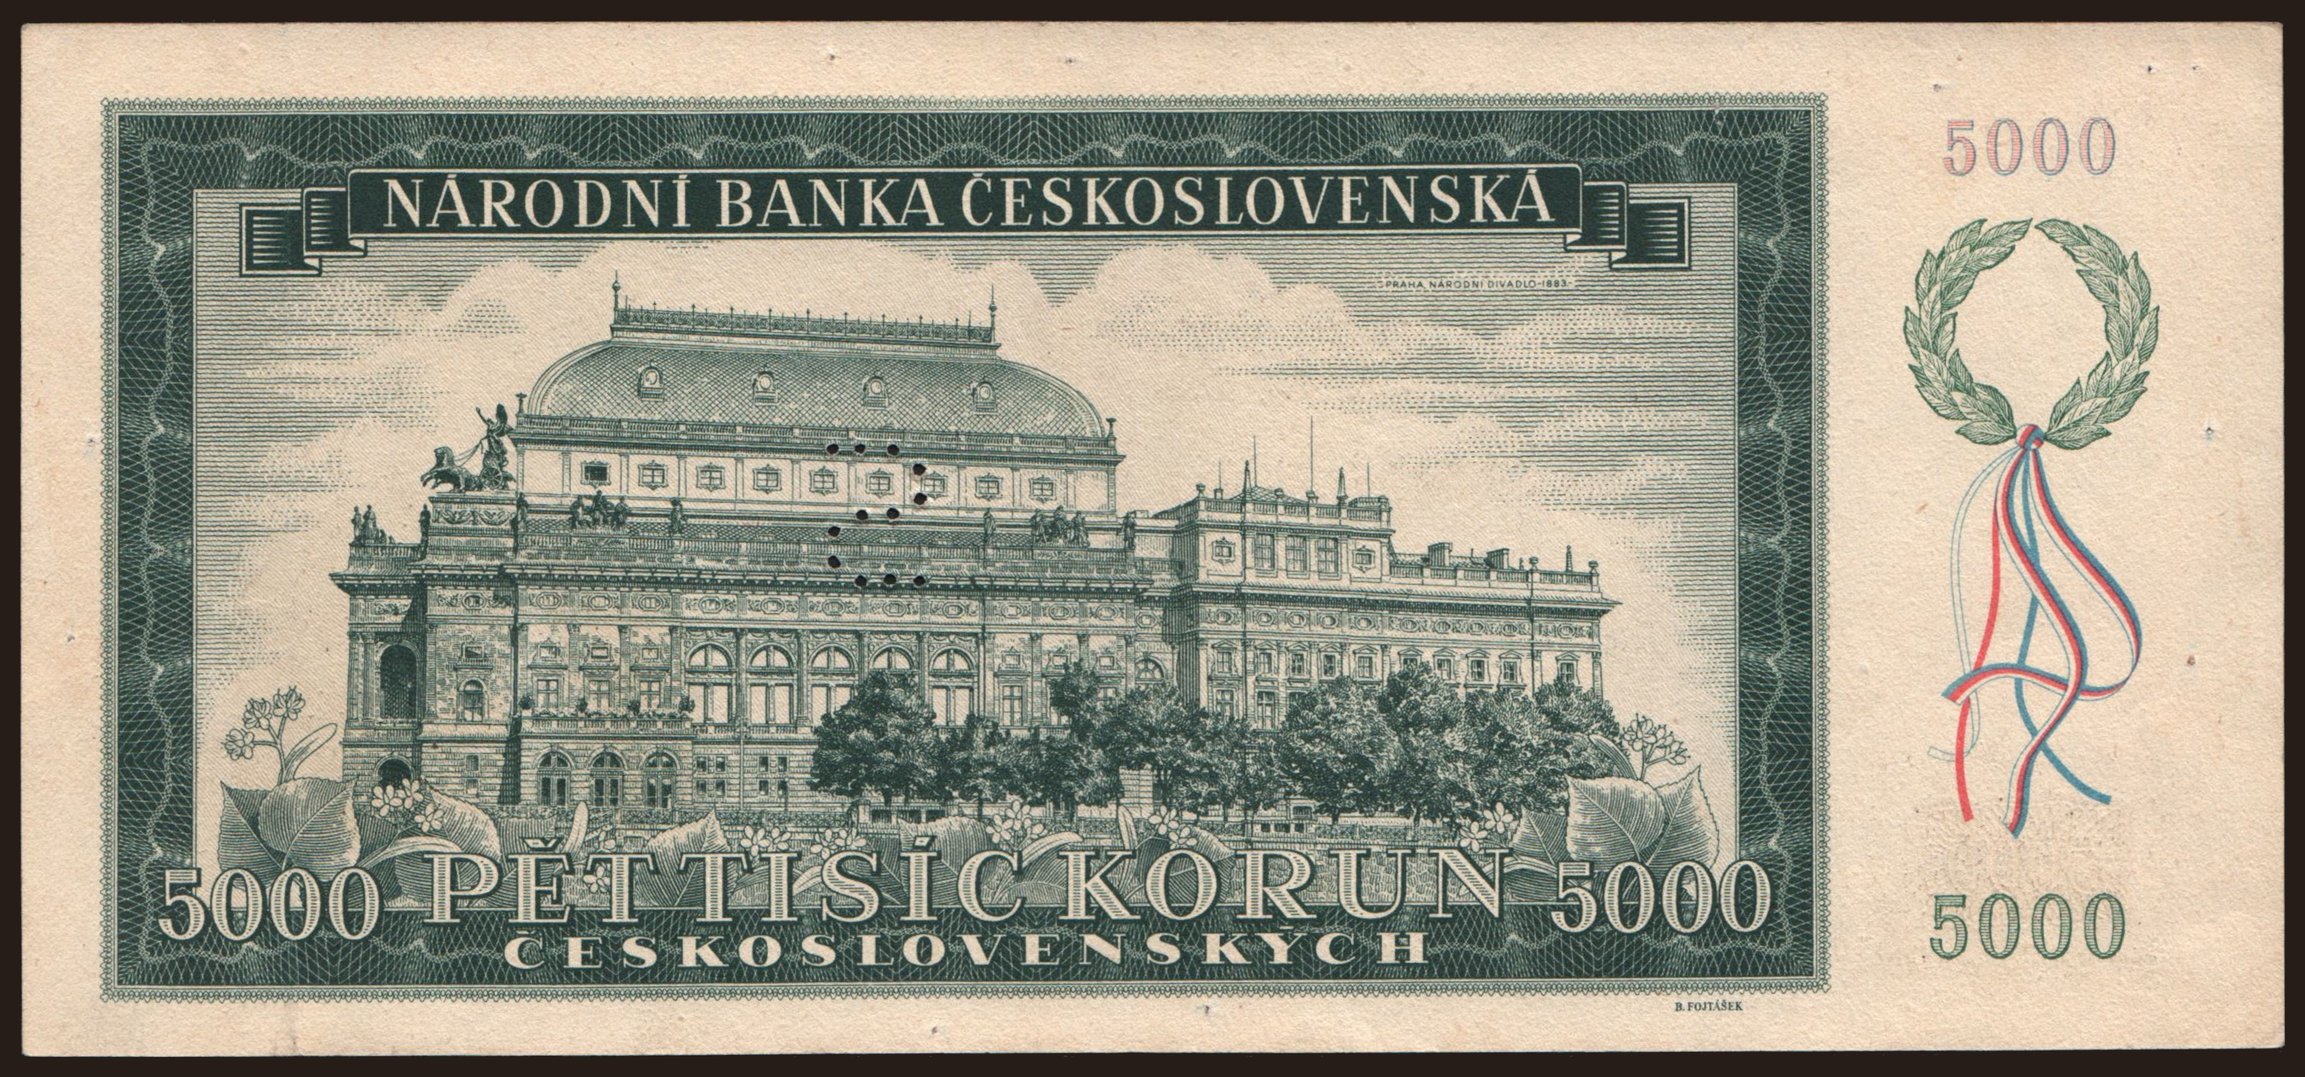 NÁRODNÍ BANKA ČESKOSLOVENSKÁ
5000
PRAHA, NÁRODNÍ DIVADLO-1883-
5000 PĚT TISÍC KORUN 5000
ČESKOSLOVENSKÝCH
5000
B. FOJTÁŠEK